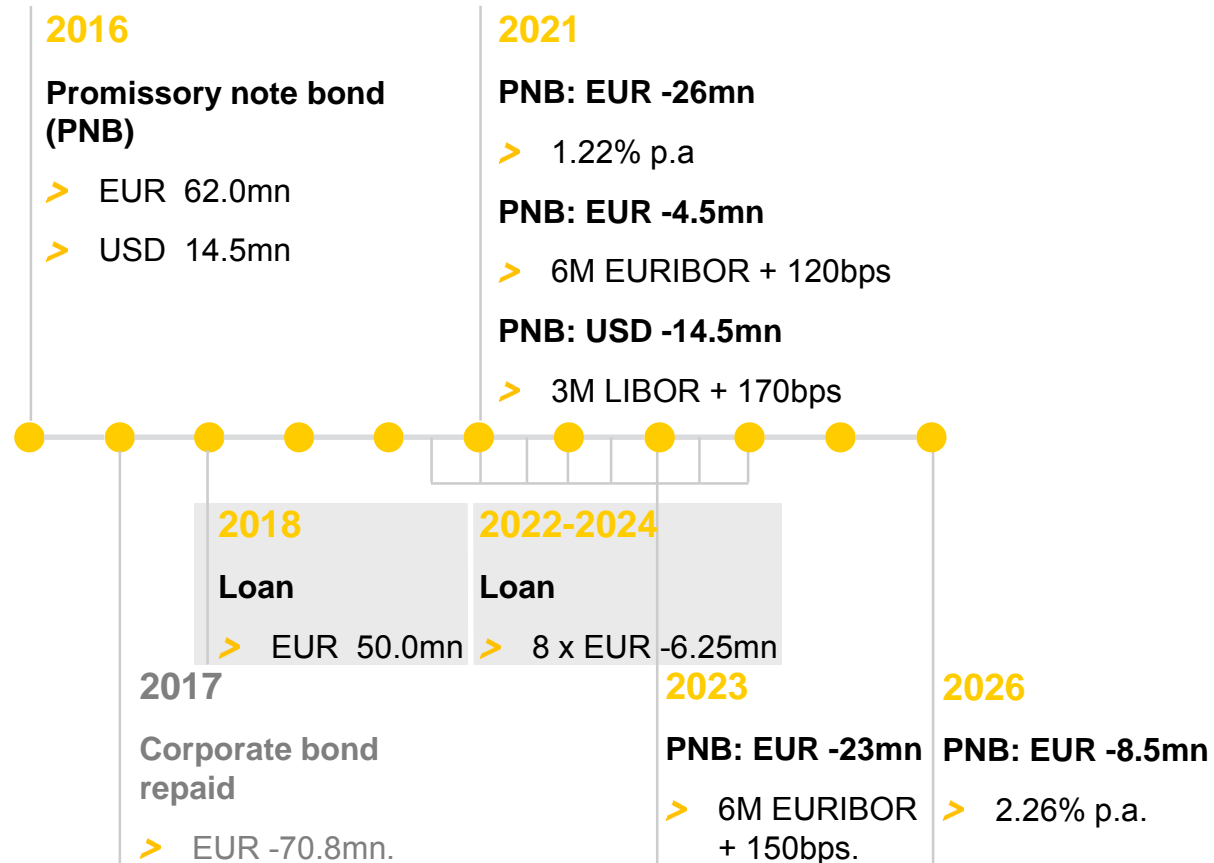 2016
Promissory note bond
(PNB)
> EUR 62.0mn
> USD 14.5mn
2021
PNB: EUR -26mn
> 1.22% p.a
PNB: EUR -4.5mn
> 6M EURIBOR + 120bps
PNB: USD -14.5mn
> 3M LIBOR + 170bps
2018
Loan
> EUR 50.0mn
2022-2024
Loan
> 8 x EUR -6.25mn
2017
Corporate bond
repaid
> EUR -70.8mn.
2023
PNB: EUR -23mn
> 6M EURIBOR
+ 150bps.
2026
PNB: EUR -8.5mn
> 2.26% p.a.